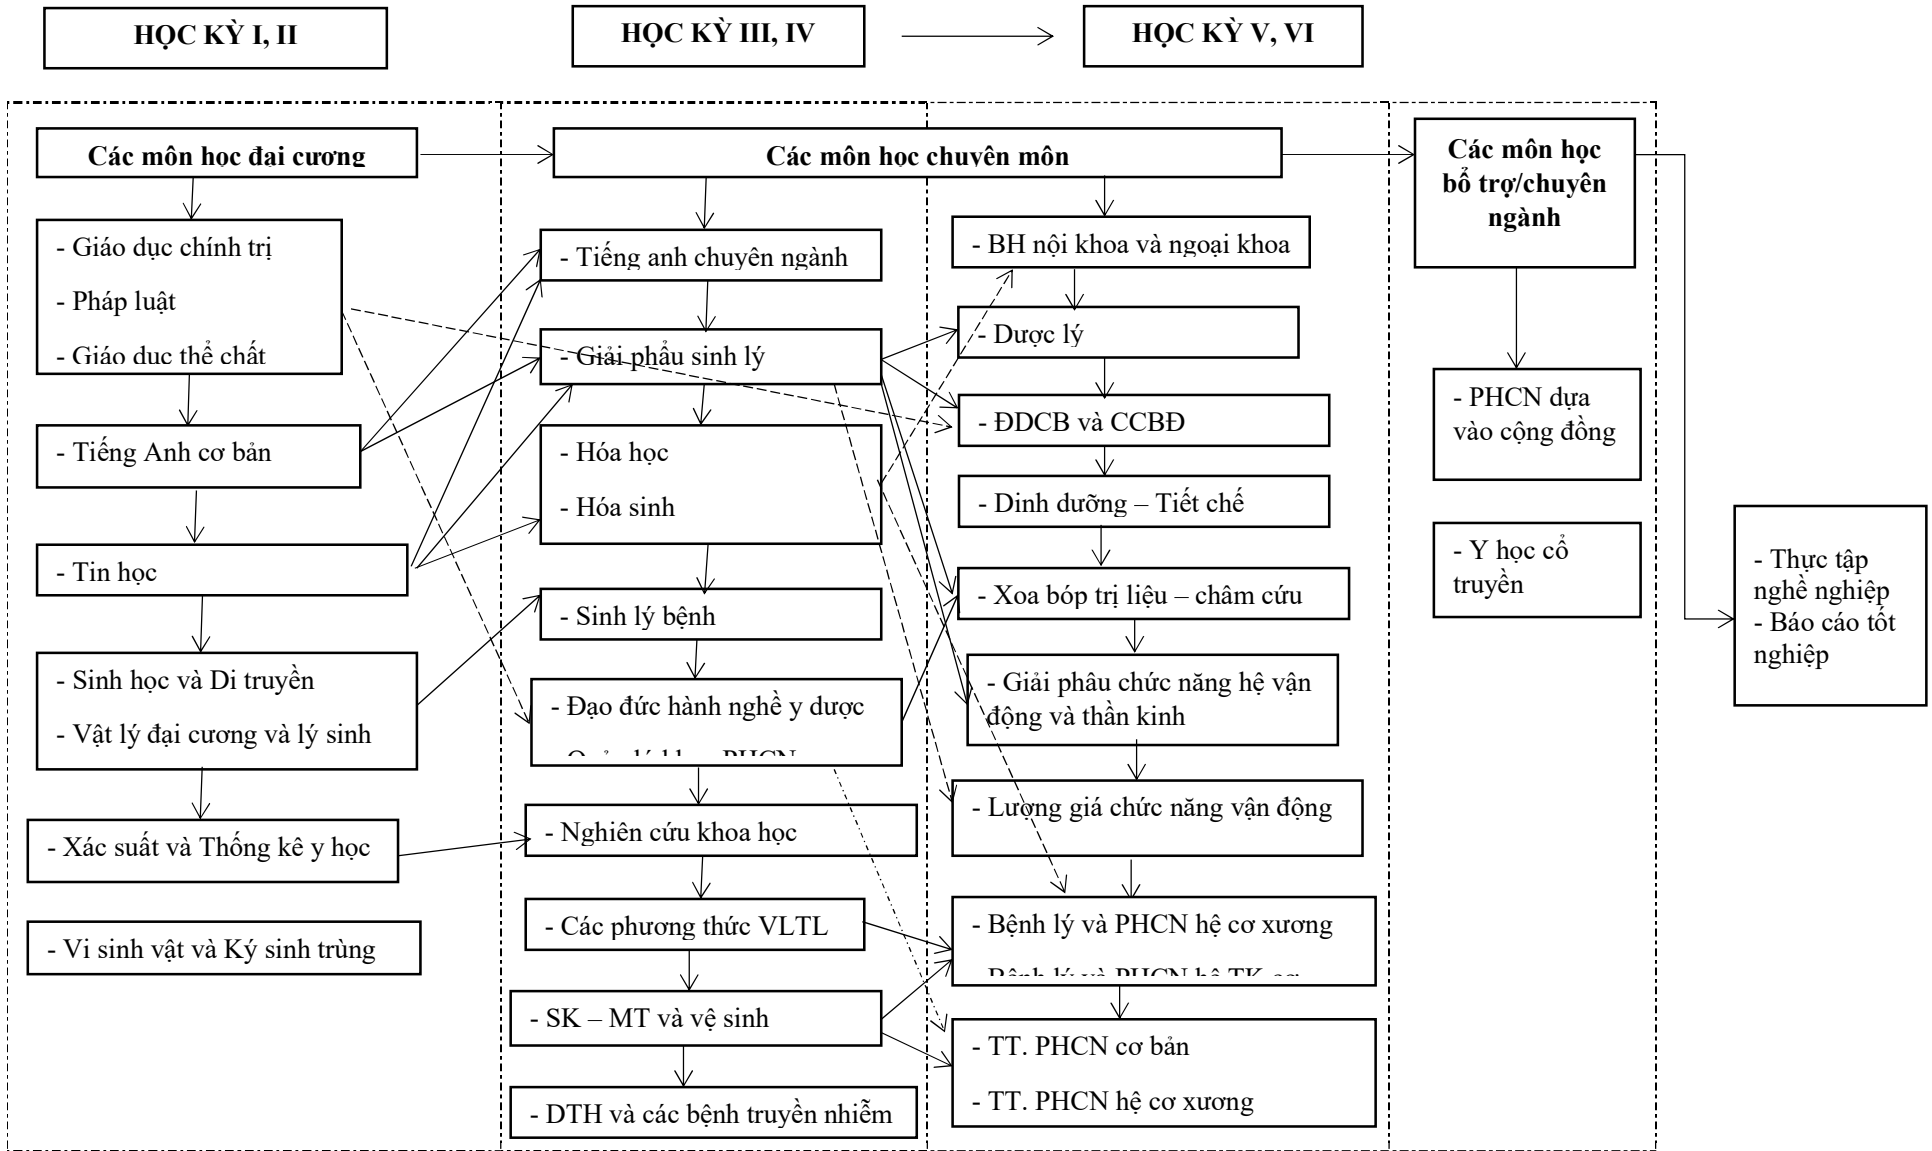 HỌC KỲ I, II
HỌC KỲ III, IV
HỌC KỲ V, VI
Các môn học đại cương
Các môn học chuyên môn
Các môn học
bổ trợ/chuyên
ngành
- Giáo dục chính trị
- Pháp luật
- Giáo dục thể chất
- Tiếng Anh cơ bản
- Tin học
- Sinh học và Di truyền
- Vật lý đại cương và lý sinh
- Xác suất và Thống kê y học
- Vi sinh vật và Ký sinh trùng
- Tiếng anh chuyên ngành
- Giải phẩu sinh lý
- Hóa học
- Hóa sinh
- Sinh lý bệnh
- Đạo đức hành nghề y dược
- Nghiên cứu khoa học
- Các phương thức VLTL
- SK – MT và vệ sinh
- DTH và các bệnh truyền nhiễm
- BH nội khoa và ngoại khoa
- Dược lý
- ĐDCB và CCBĐ
- Dinh dưỡng – Tiết chế
- Xoa bóp trị liệu – châm cứu
- Giải phâu chức năng hệ vận
động và thần kinh
- Lượng giá chức năng vận động
- Bệnh lý và PHCN hệ cơ xương
- Bệnh lý và PHCN hệ TK cơ
- TT. PHCN cơ bản
- TT. PHCN hệ cơ xương
- PHCN dựa
vào cộng đồng
- Y học cổ
truyền
- Thực tập
nghề nghiệp
- Báo cáo tốt
nghiệp